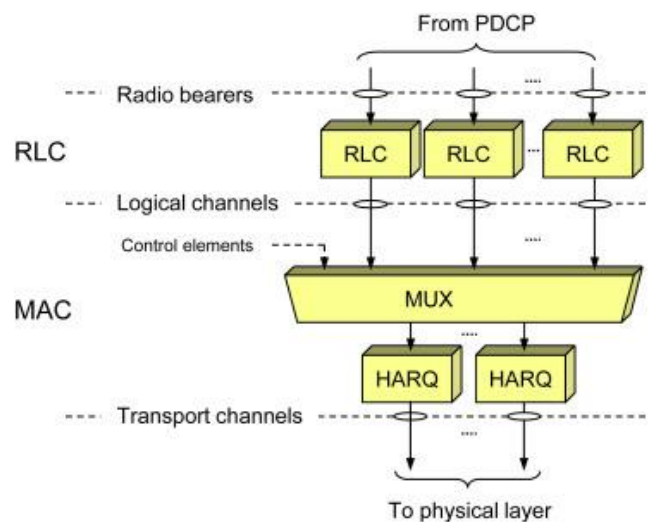 From PDCP
....
Radio bearers
RLC
RLC RLC .... RLC
Logical channels
....
Control elements
MUX
MAC
....
HARQ HARQ
Transport channels
....
To physical layer